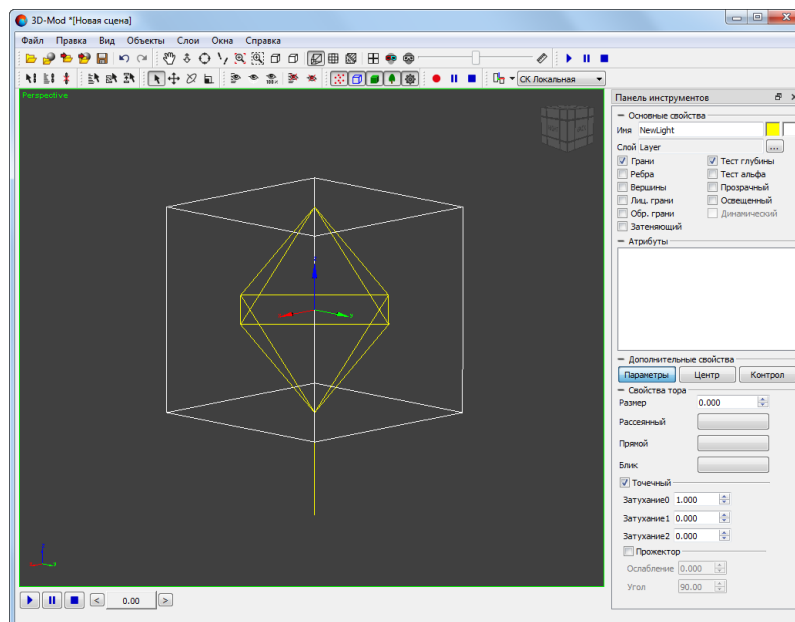 3D-Mod *[Новая сцена]
Файл Правка Вид Объекты Слои Окна Справка
СК Локальная
Perspective
Панель инструментов
Основные свойства
Имя NewLight
Слой Layer ...
Грани Тест глубины
Ребра Тест альфа
Вершины Прозрачный
Лиц. грани Освещенный
Обр. грани Динамический
Затеняющий
Атрибуты
Дополнительные свойства
Параметры Центр Контрол
Свойства тора
Размер 0.000
Рассеянный
Прямой
Блик
Точечный
Затухание0 1.000
Затухание1 0.000
Затухание2 0.000
Прожектор
Ослабление 0.000
Угол 90.00
< 0.00 >